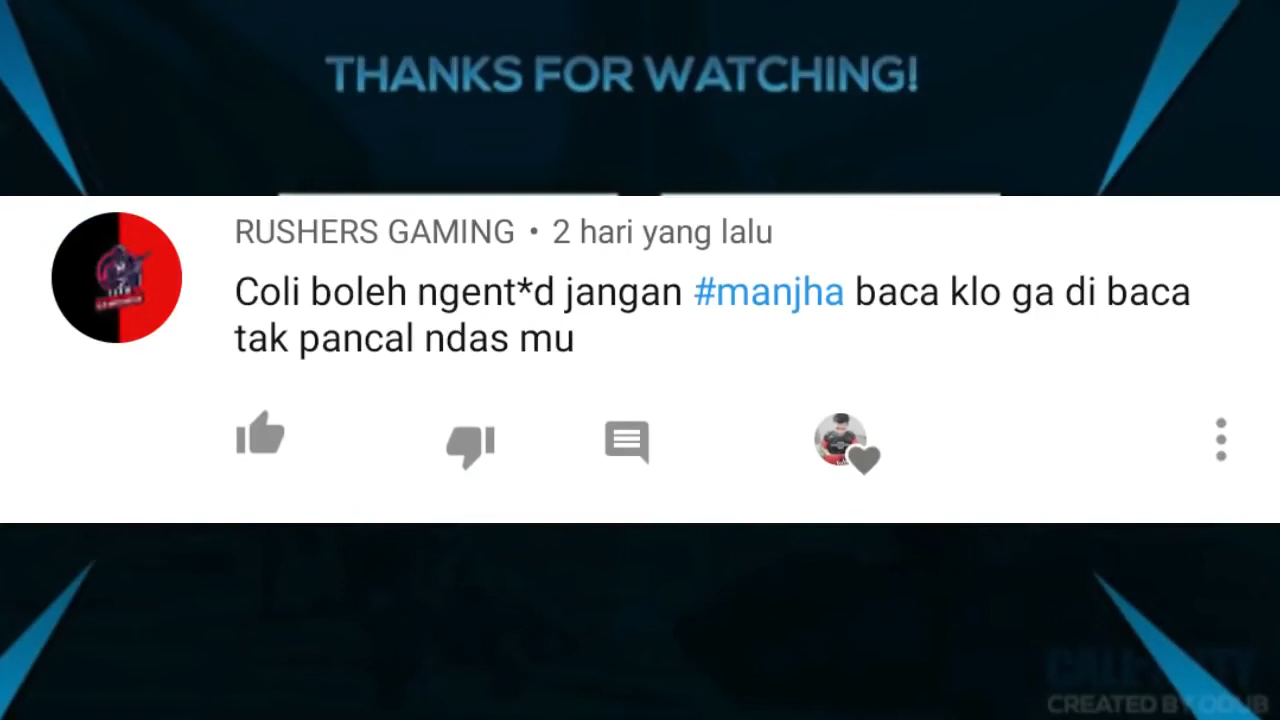 THANKS FOR WATCHING!
RUSHERS GAMING • 2 hari yang lalu
Coli boleh ngent*d jangan #manjha baca klo ga di baca
tak pancal ndas mu
CREATED BY